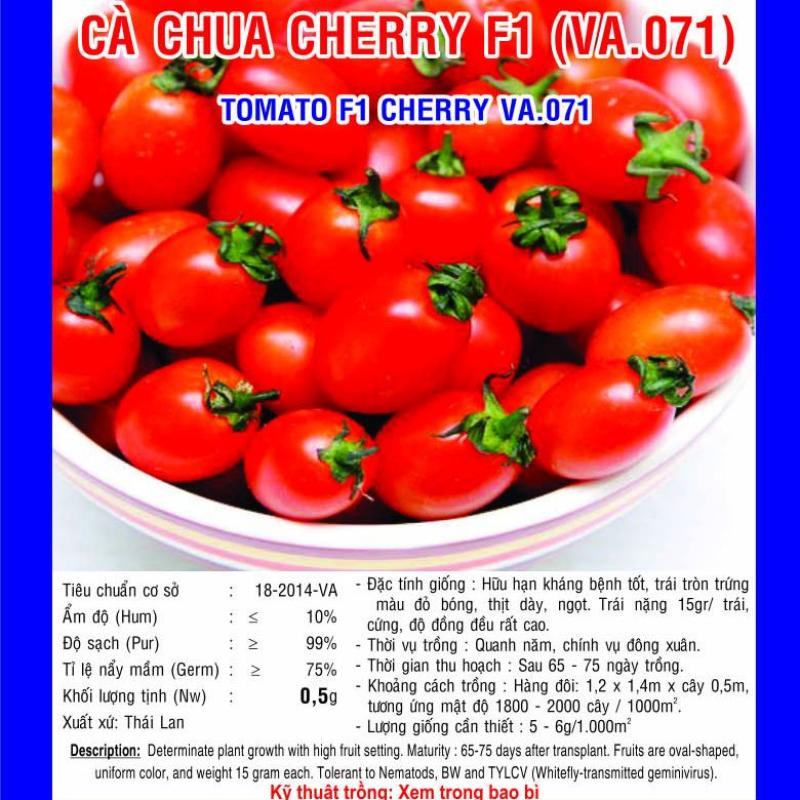 CÀ CHUA CHERRY F1 (VA.071)
TOMATO F1 CHERRY VA.071
Tiêu chuẩn cơ sở : 18-2014-VA
Ẩm độ (Hum) : ≤ 10%
Độ sạch (Pur) : ≥ 99%
Tỉ lệ nẩy mầm (Germ) : ≥ 75%
Khối lượng tịnh (Nw) : 0,5g
Xuất xứ: Thái Lan
- Đặc tính giống : Hữu hạn kháng bệnh tốt, trái tròn trứng
màu đỏ bóng, thịt dày, ngọt. Trái nặng 15gr/ trái,
cứng, độ đồng đều rất cao.
- Thời vụ trồng : Quanh năm, chính vụ đông xuân.
- Thời gian thu hoạch : Sau 65 - 75 ngày trồng.
- Khoảng cách trồng : Hàng đôi: 1,2 x 1,4m x cây 0,5m,
tương ứng mật độ 1800 - 2000 cây / 1000m².
- Lượng giống cần thiết : 5 - 6g/1.000m²
Description: Determinate plant growth with high fruit setting. Maturity : 65-75 days after transplant. Fruits are oval-shaped,
uniform color, and weight 15 gram each. Tolerant to Nematods, BW and TYLCV (Whitefly-transmitted geminivirus).
Kỹ thuật trồng: Xem trong bao bì